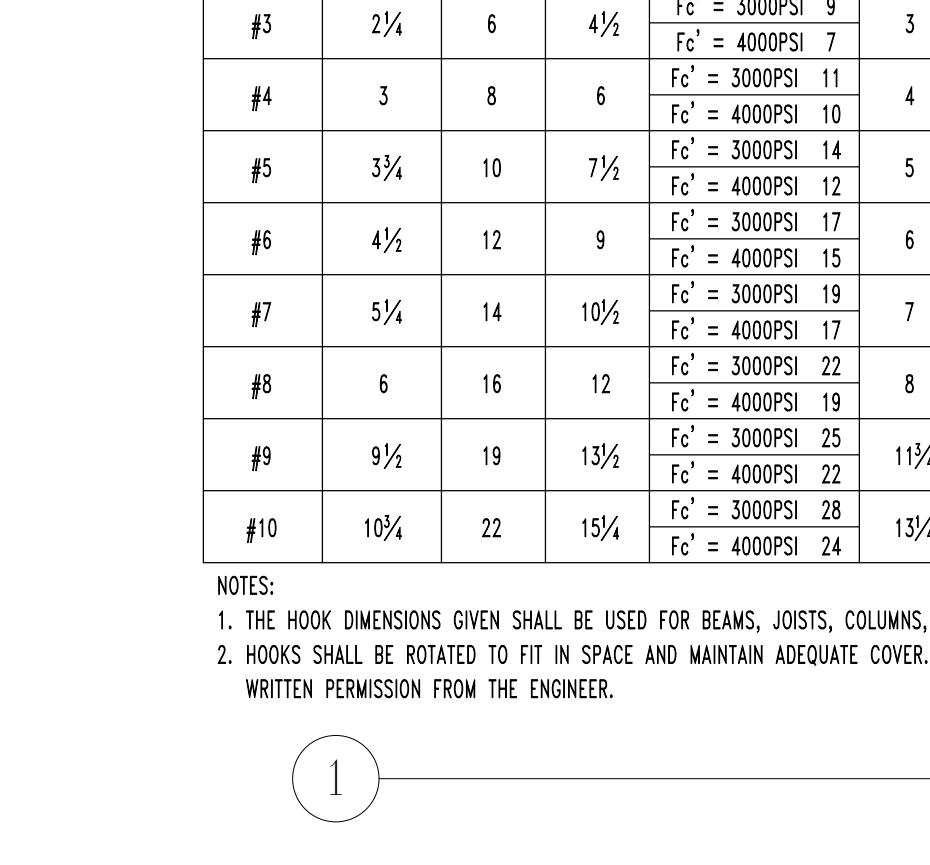 Fc' = 3000PSI 9
#3 2¼ 6 4½ 3
Fc' = 4000PSI 7
Fc' = 3000PSI 11
#4 3 8 6 4
Fc' = 4000PSI 10
Fc' = 3000PSI 14
#5 3¾ 10 7½ 5
Fc' = 4000PSI 12
Fc' = 3000PSI 17
#6 4½ 12 9 6
Fc' = 4000PSI 15
Fc' = 3000PSI 19
#7 5¼ 14 10½ 7
Fc' = 4000PSI 17
Fc' = 3000PSI 22
#8 6 16 12 8
Fc' = 4000PSI 19
Fc' = 3000PSI 25
#9 9½ 19 13½ 11¾
Fc' = 4000PSI 22
Fc' = 3000PSI 28
#10 10¾ 22 15¼
Fc' = 4000PSI 24
NOTES:
1. THE HOOK DIMENSIONS GIVEN SHALL BE USED FOR BEAMS, JOISTS, COLUMNS,
2. HOOKS SHALL BE ROTATED TO FIT IN SPACE AND MAINTAIN ADEQUATE COVER.
WRITTEN PERMISSION FROM THE ENGINEER.
1